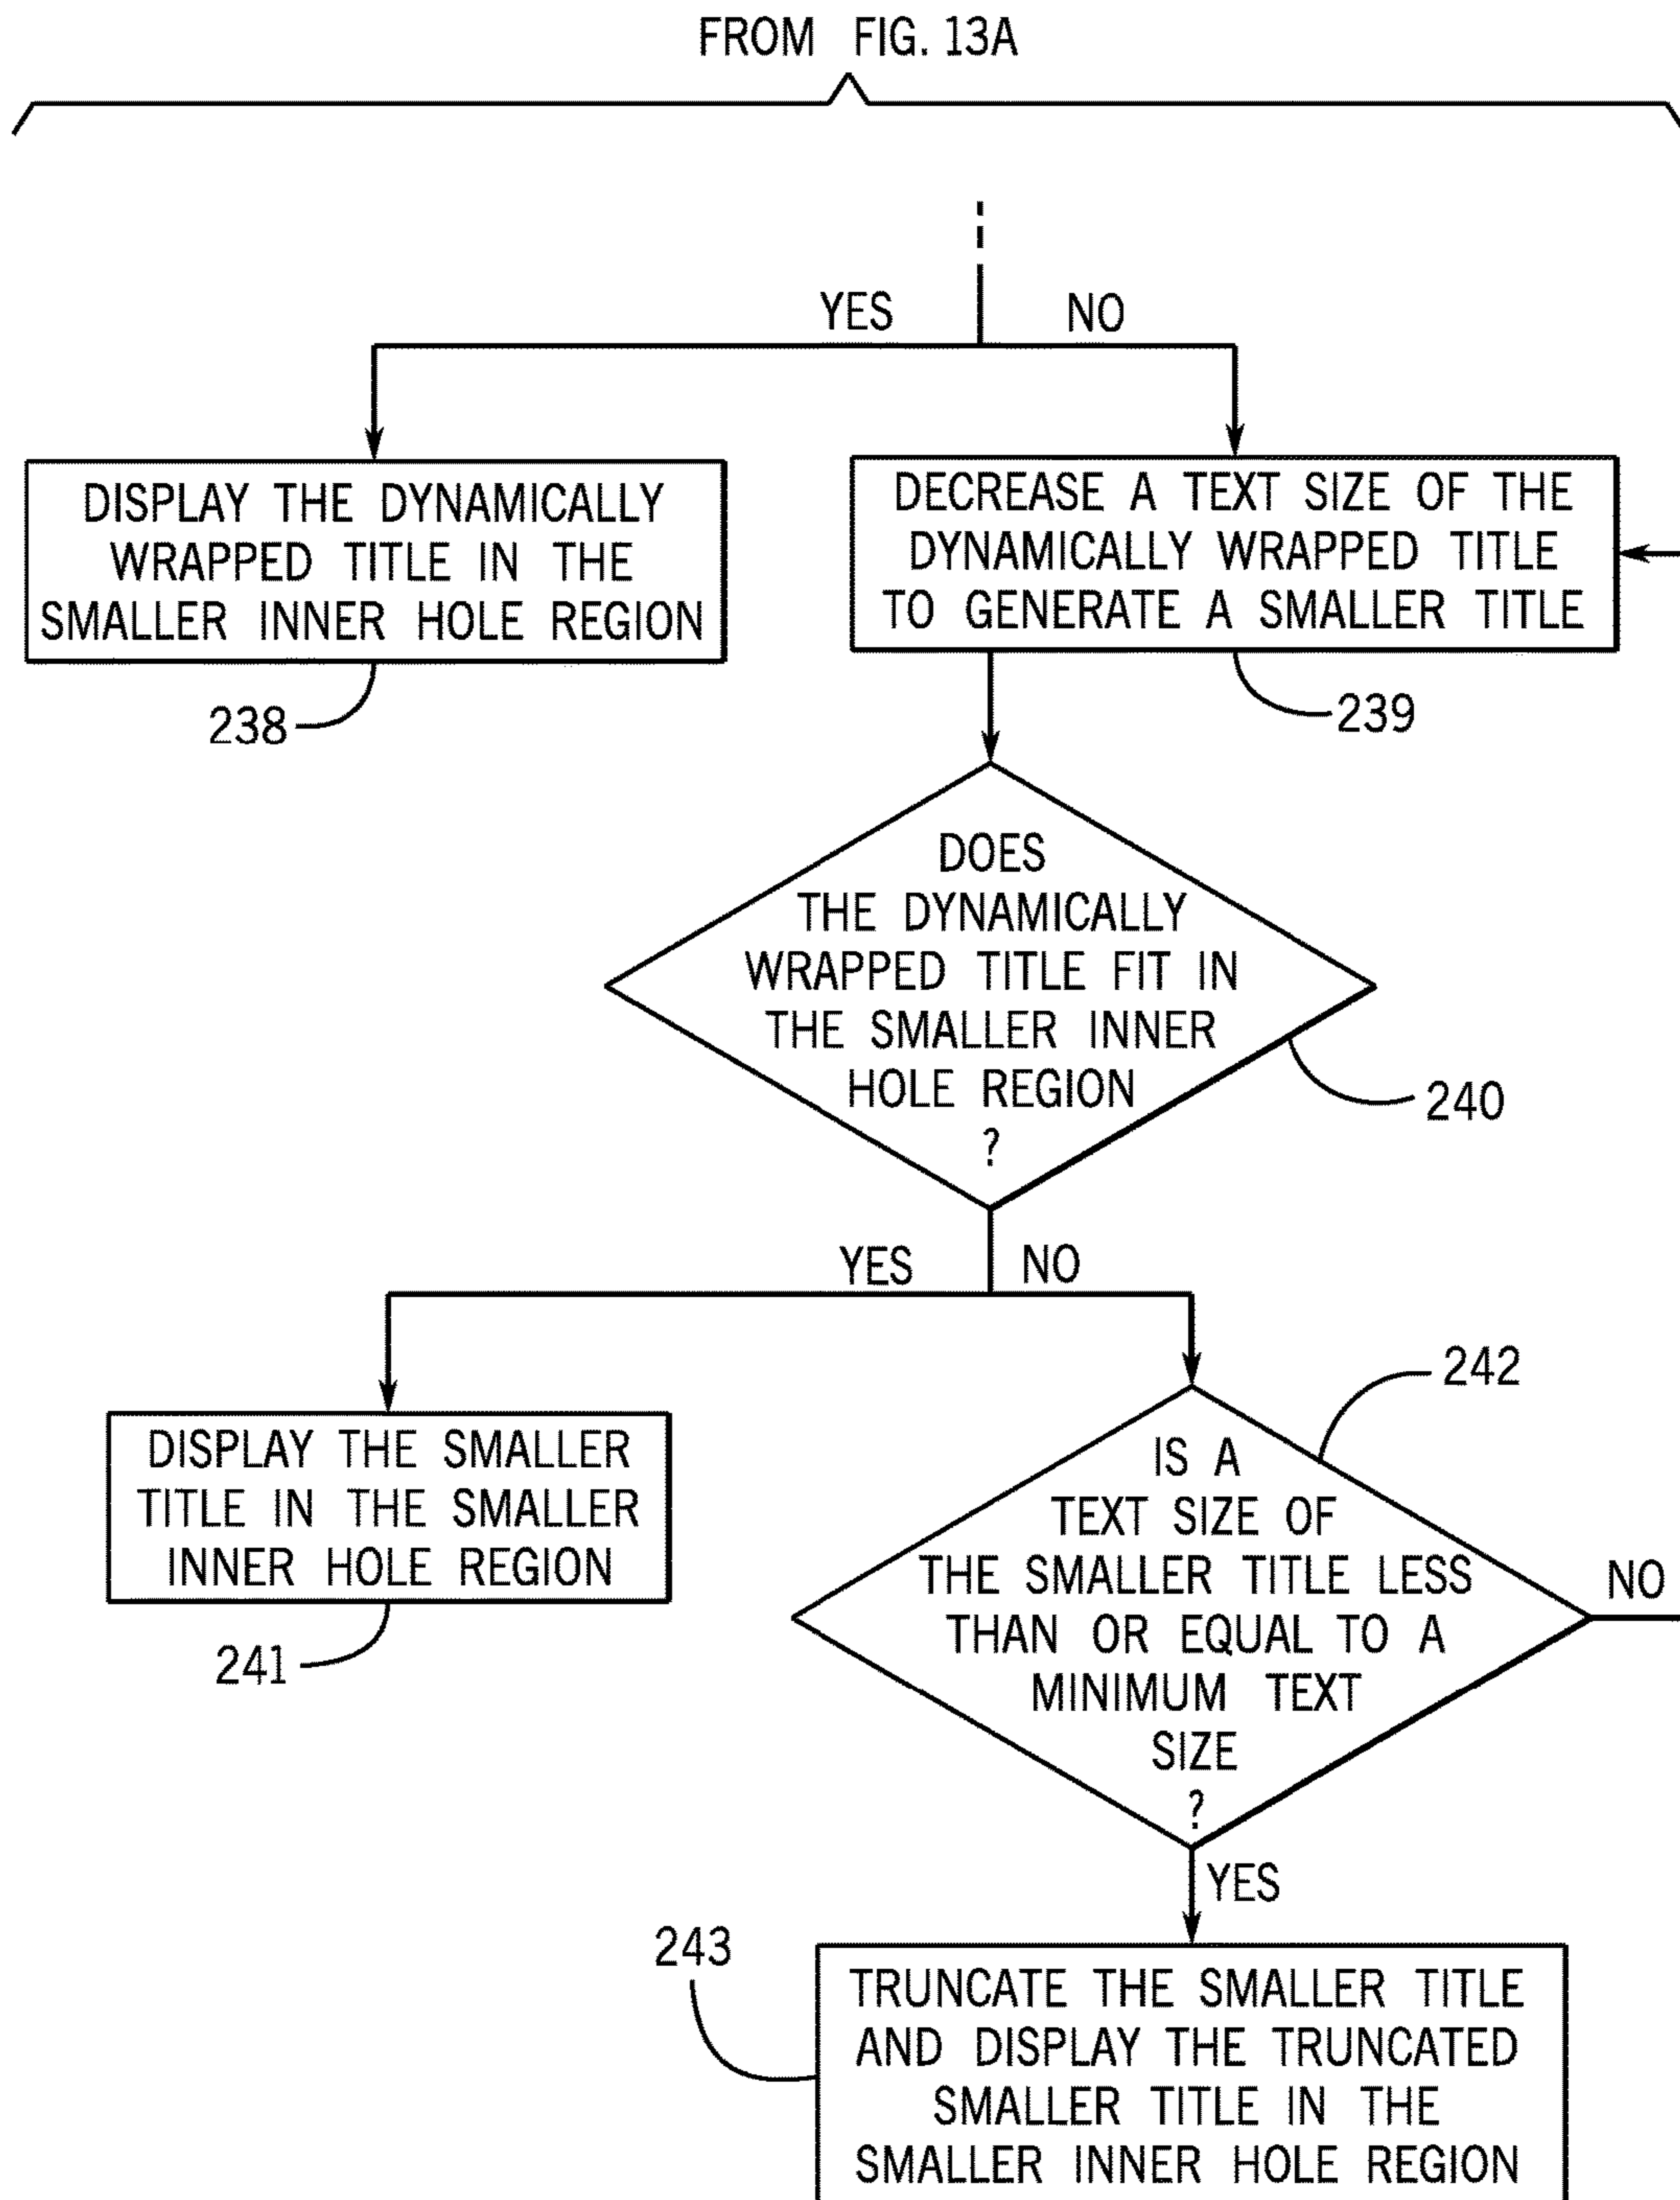 FROM FIG. 13A
YES
NO
DISPLAY THE DYNAMICALLY
WRAPPED TITLE IN THE
SMALLER INNER HOLE REGION
238
DECREASE A TEXT SIZE OF THE
DYNAMICALLY WRAPPED TITLE
TO GENERATE A SMALLER TITLE
239
DOES
THE DYNAMICALLY
WRAPPED TITLE FIT IN
THE SMALLER INNER
HOLE REGION
?
240
YES
NO
DISPLAY THE SMALLER
TITLE IN THE SMALLER
INNER HOLE REGION
241
242
IS A
TEXT SIZE OF
THE SMALLER TITLE LESS
THAN OR EQUAL TO A
MINIMUM TEXT
SIZE
?
NO
YES
243
TRUNCATE THE SMALLER TITLE
AND DISPLAY THE TRUNCATED
SMALLER TITLE IN THE
SMALLER INNER HOLE REGION